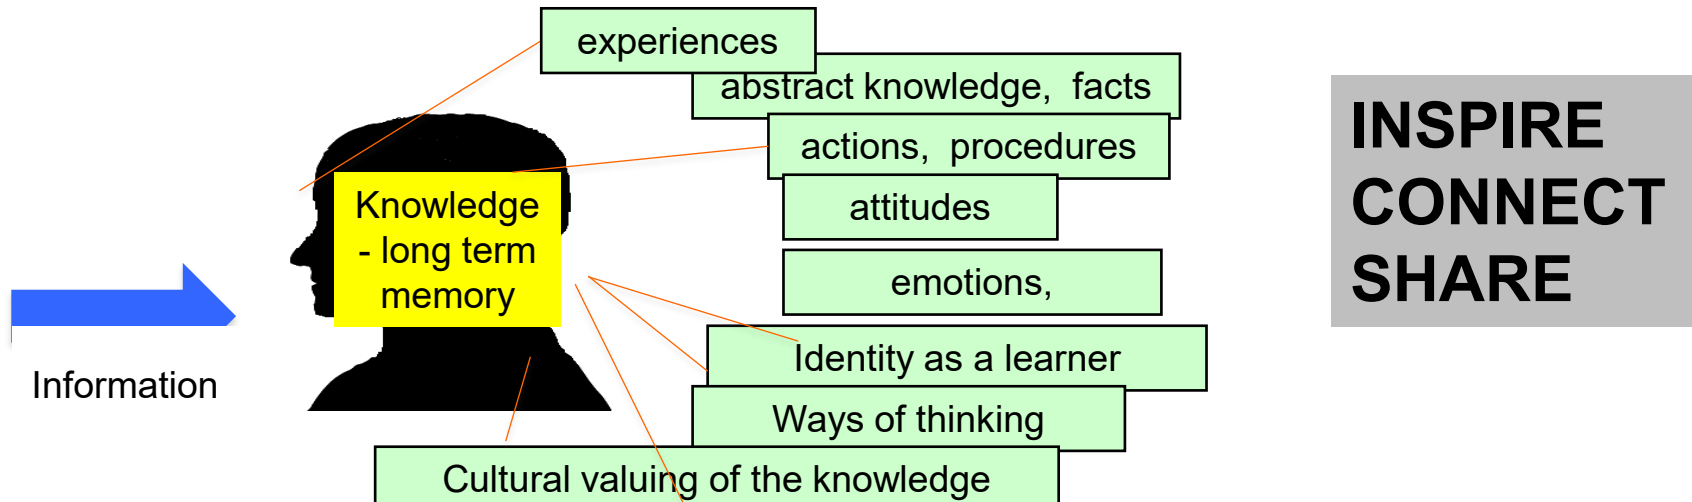 experiences
abstract knowledge, facts
actions, procedures
attitudes
emotions,
Identity as a learner
Ways of thinking
Cultural valuing of the knowledge
Knowledge
- long term
memory
Information
INSPIRE
CONNECT
SHARE